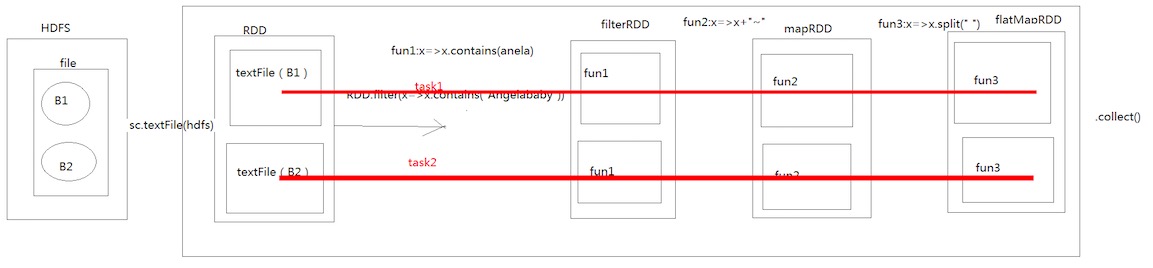 HDFS
file
B1
B2
sc.textFile(hdfs)
RDD
textFile ( B1 )
textFile ( B2 )
fun1:x=>x.contains(anela)
task1
RDD.filter(x=>x.contains("Angelababy"))
task2
filterRDD
fun1
fun1
fun2:x=>x+"~"
mapRDD
fun2
fun2
fun3:x=>x.split(" ")
flatMapRDD
fun3
fun3
.collect()